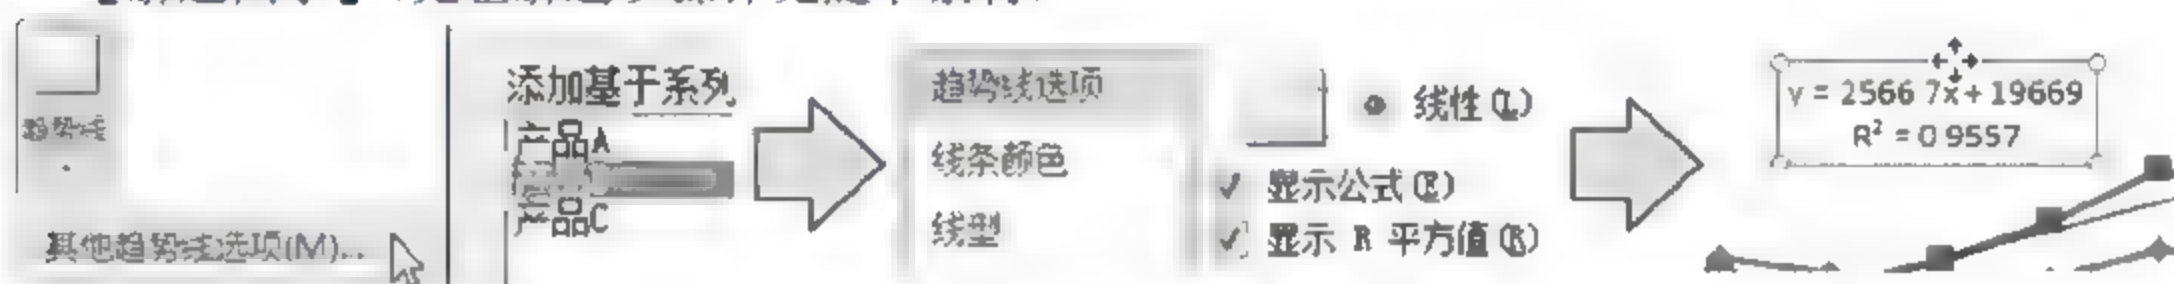 趋势线
其他趋势线选项(M)...
添加基于系列
产品A
产品C
趋势线选项
线条颜色
线型
线性(L)
显示公式(E)
显示 R 平方值(R)
y = 2566 7x + 19669
R² = 0 9557